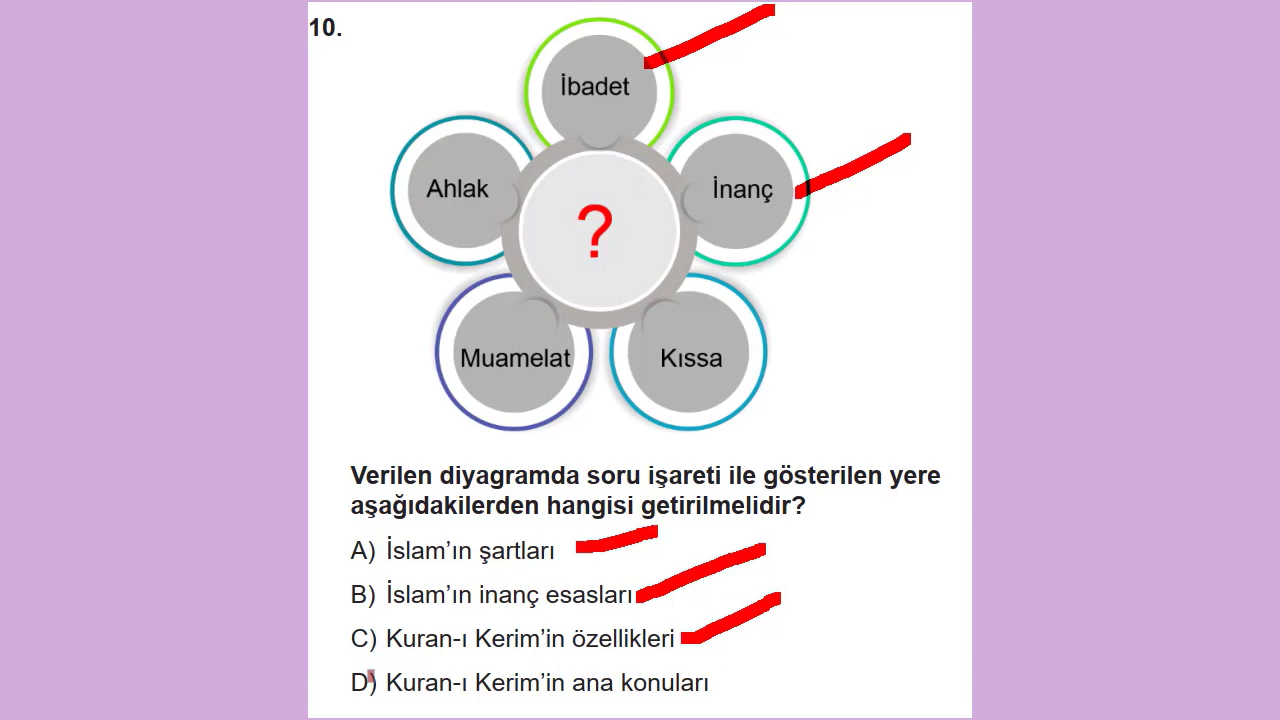 10.
İbadet
Ahlak
İnanç
?
Muamelat
Kıssa
Verilen diyagramda soru işareti ile gösterilen yere
aşağıdakilerden hangisi getirilmelidir?
A) İslam’ın şartları
B) İslam’ın inanç esasları
C) Kuran-ı Kerim’in özellikleri
D) Kuran-ı Kerim’in ana konuları